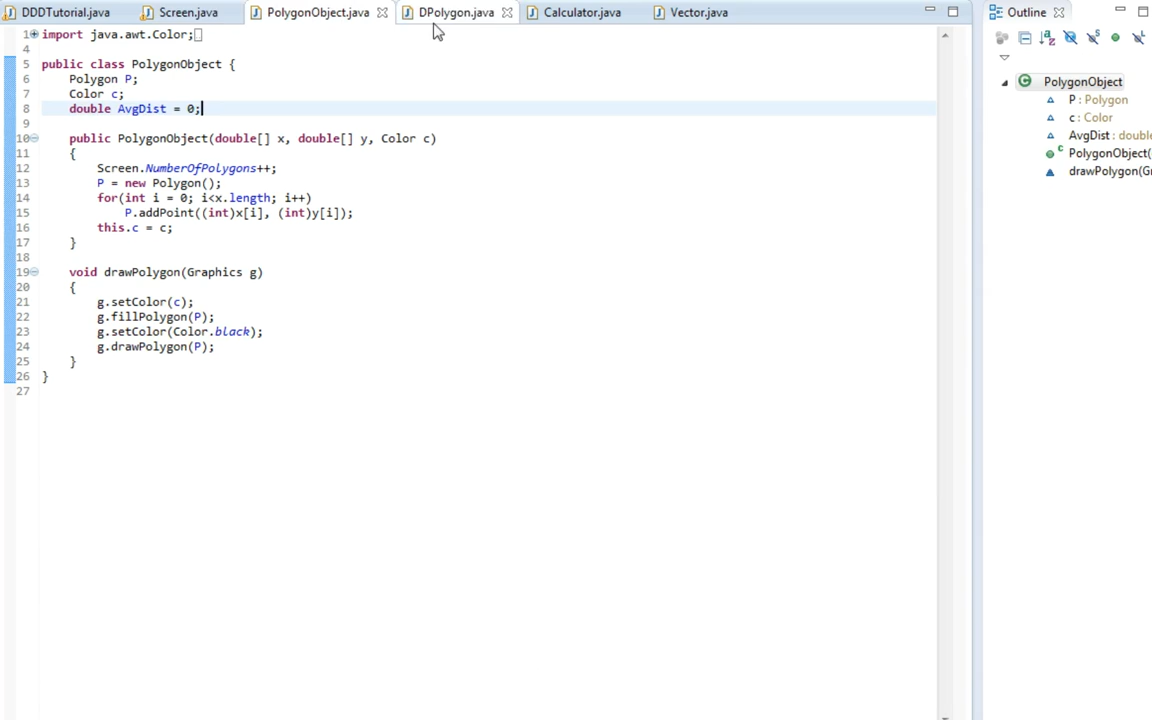 DDDTutorial.java Screen.java PolygonObject.java DPolygon.java Calculator.java Vector.java Outline
1 import java.awt.Color;
4
5 public class PolygonObject {
6 Polygon P;
7 Color c;
8 double AvgDist = 0;
9
10 public PolygonObject(double[] x, double[] y, Color c)
11 {
12 Screen.NumberOfPolygons++;
13 P = new Polygon();
14 for(int i = 0; i<x.length; i++)
15 P.addPoint((int)x[i], (int)y[i]);
16 this.c = c;
17 }
18
19 void drawPolygon(Graphics g)
20 {
21 g.setColor(c);
22 g.fillPolygon(P);
23 g.setColor(Color.black);
24 g.drawPolygon(P);
25 }
26 }
27
PolygonObject
P : Polygon
c : Color
AvgDist : double
PolygonObject(
drawPolygon(Gr